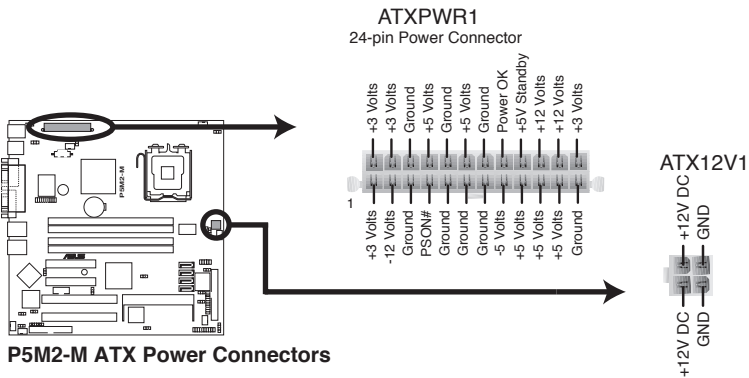 ATXPWR1
24-pin Power Connector
+3 Volts
+3 Volts
Ground
+5 Volts
Ground
+5 Volts
Ground
Power OK
+5V Standby
+12 Volts
+12 Volts
+3 Volts
1
+3 Volts
-12 Volts
Ground
PSON#
Ground
Ground
Ground
-5 Volts
+5 Volts
+5 Volts
+5 Volts
Ground
ATX12V1
+12V DC
GND
+12V DC
GND
P5M2-M
ASUS
P5M2-M ATX Power Connectors